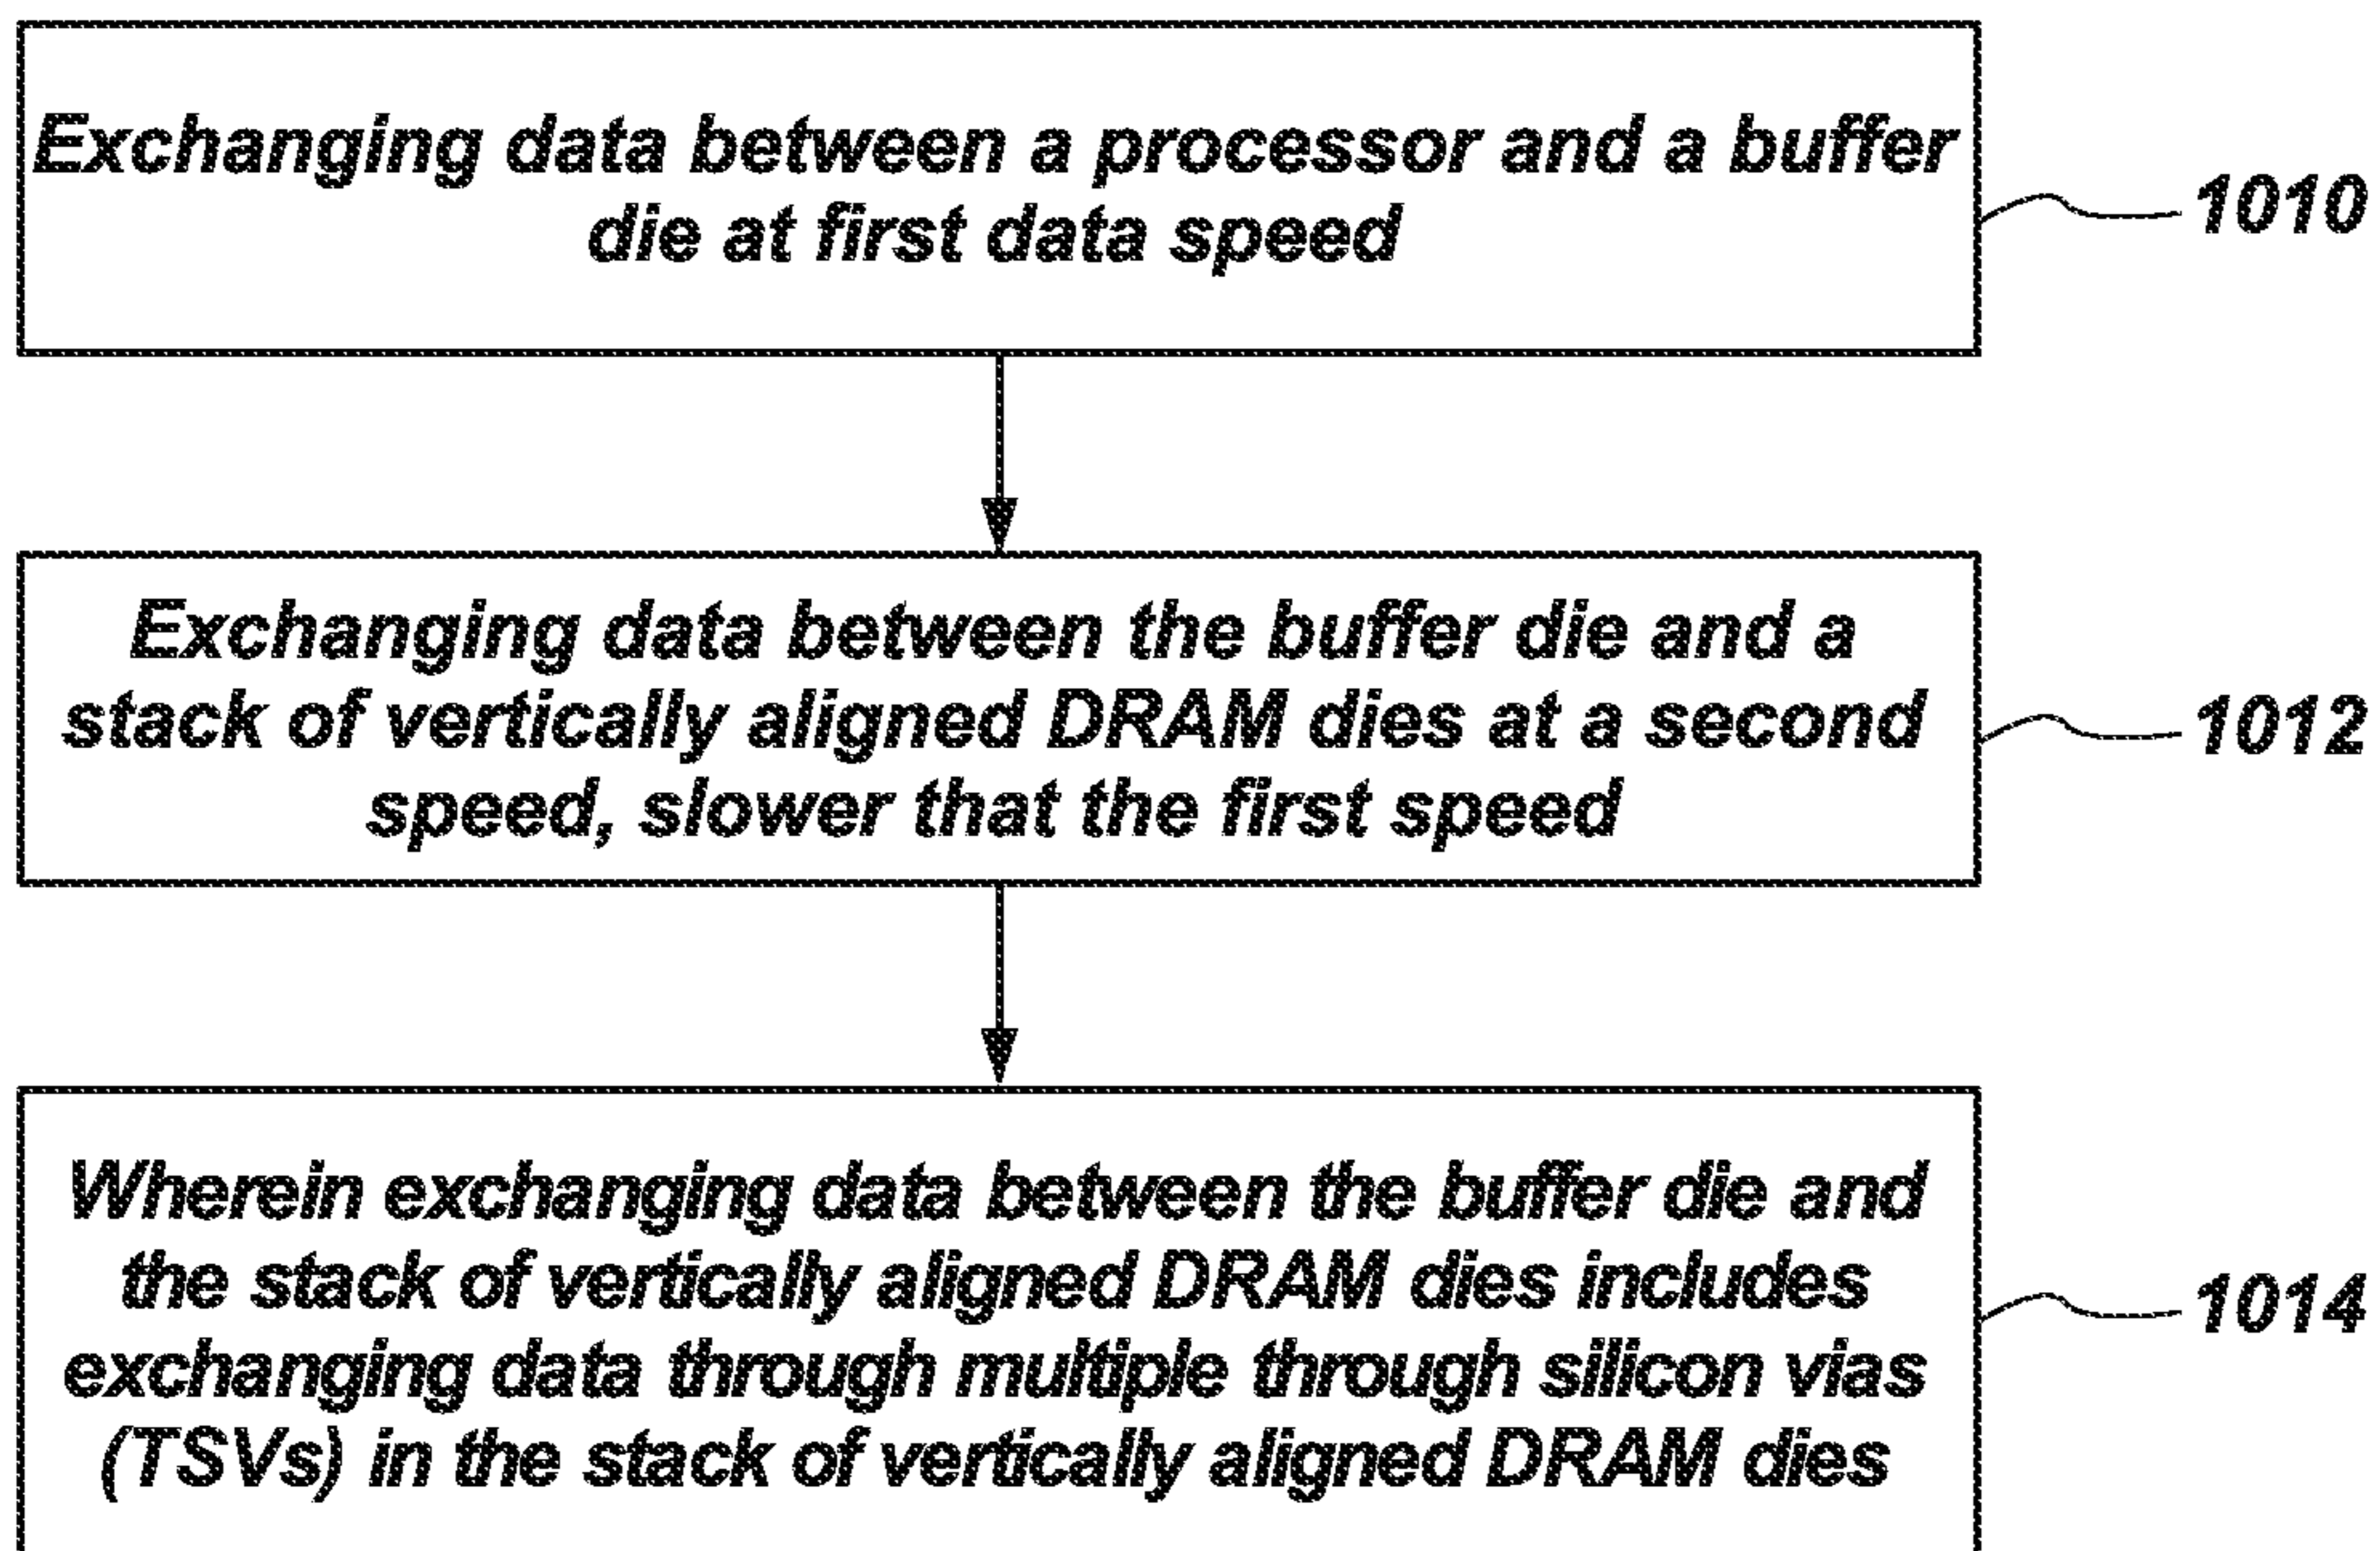 Exchanging data between a processor and a buffer
die at first data speed
1010
Exchanging data between the buffer die and a
stack of vertically aligned DRAM dies at a second
speed, slower that the first speed
1012
Wherein exchanging data between the buffer die and
the stack of vertically aligned DRAM dies includes
exchanging data through multiple through silicon vias
(TSVs) in the stack of vertically aligned DRAM dies
1014